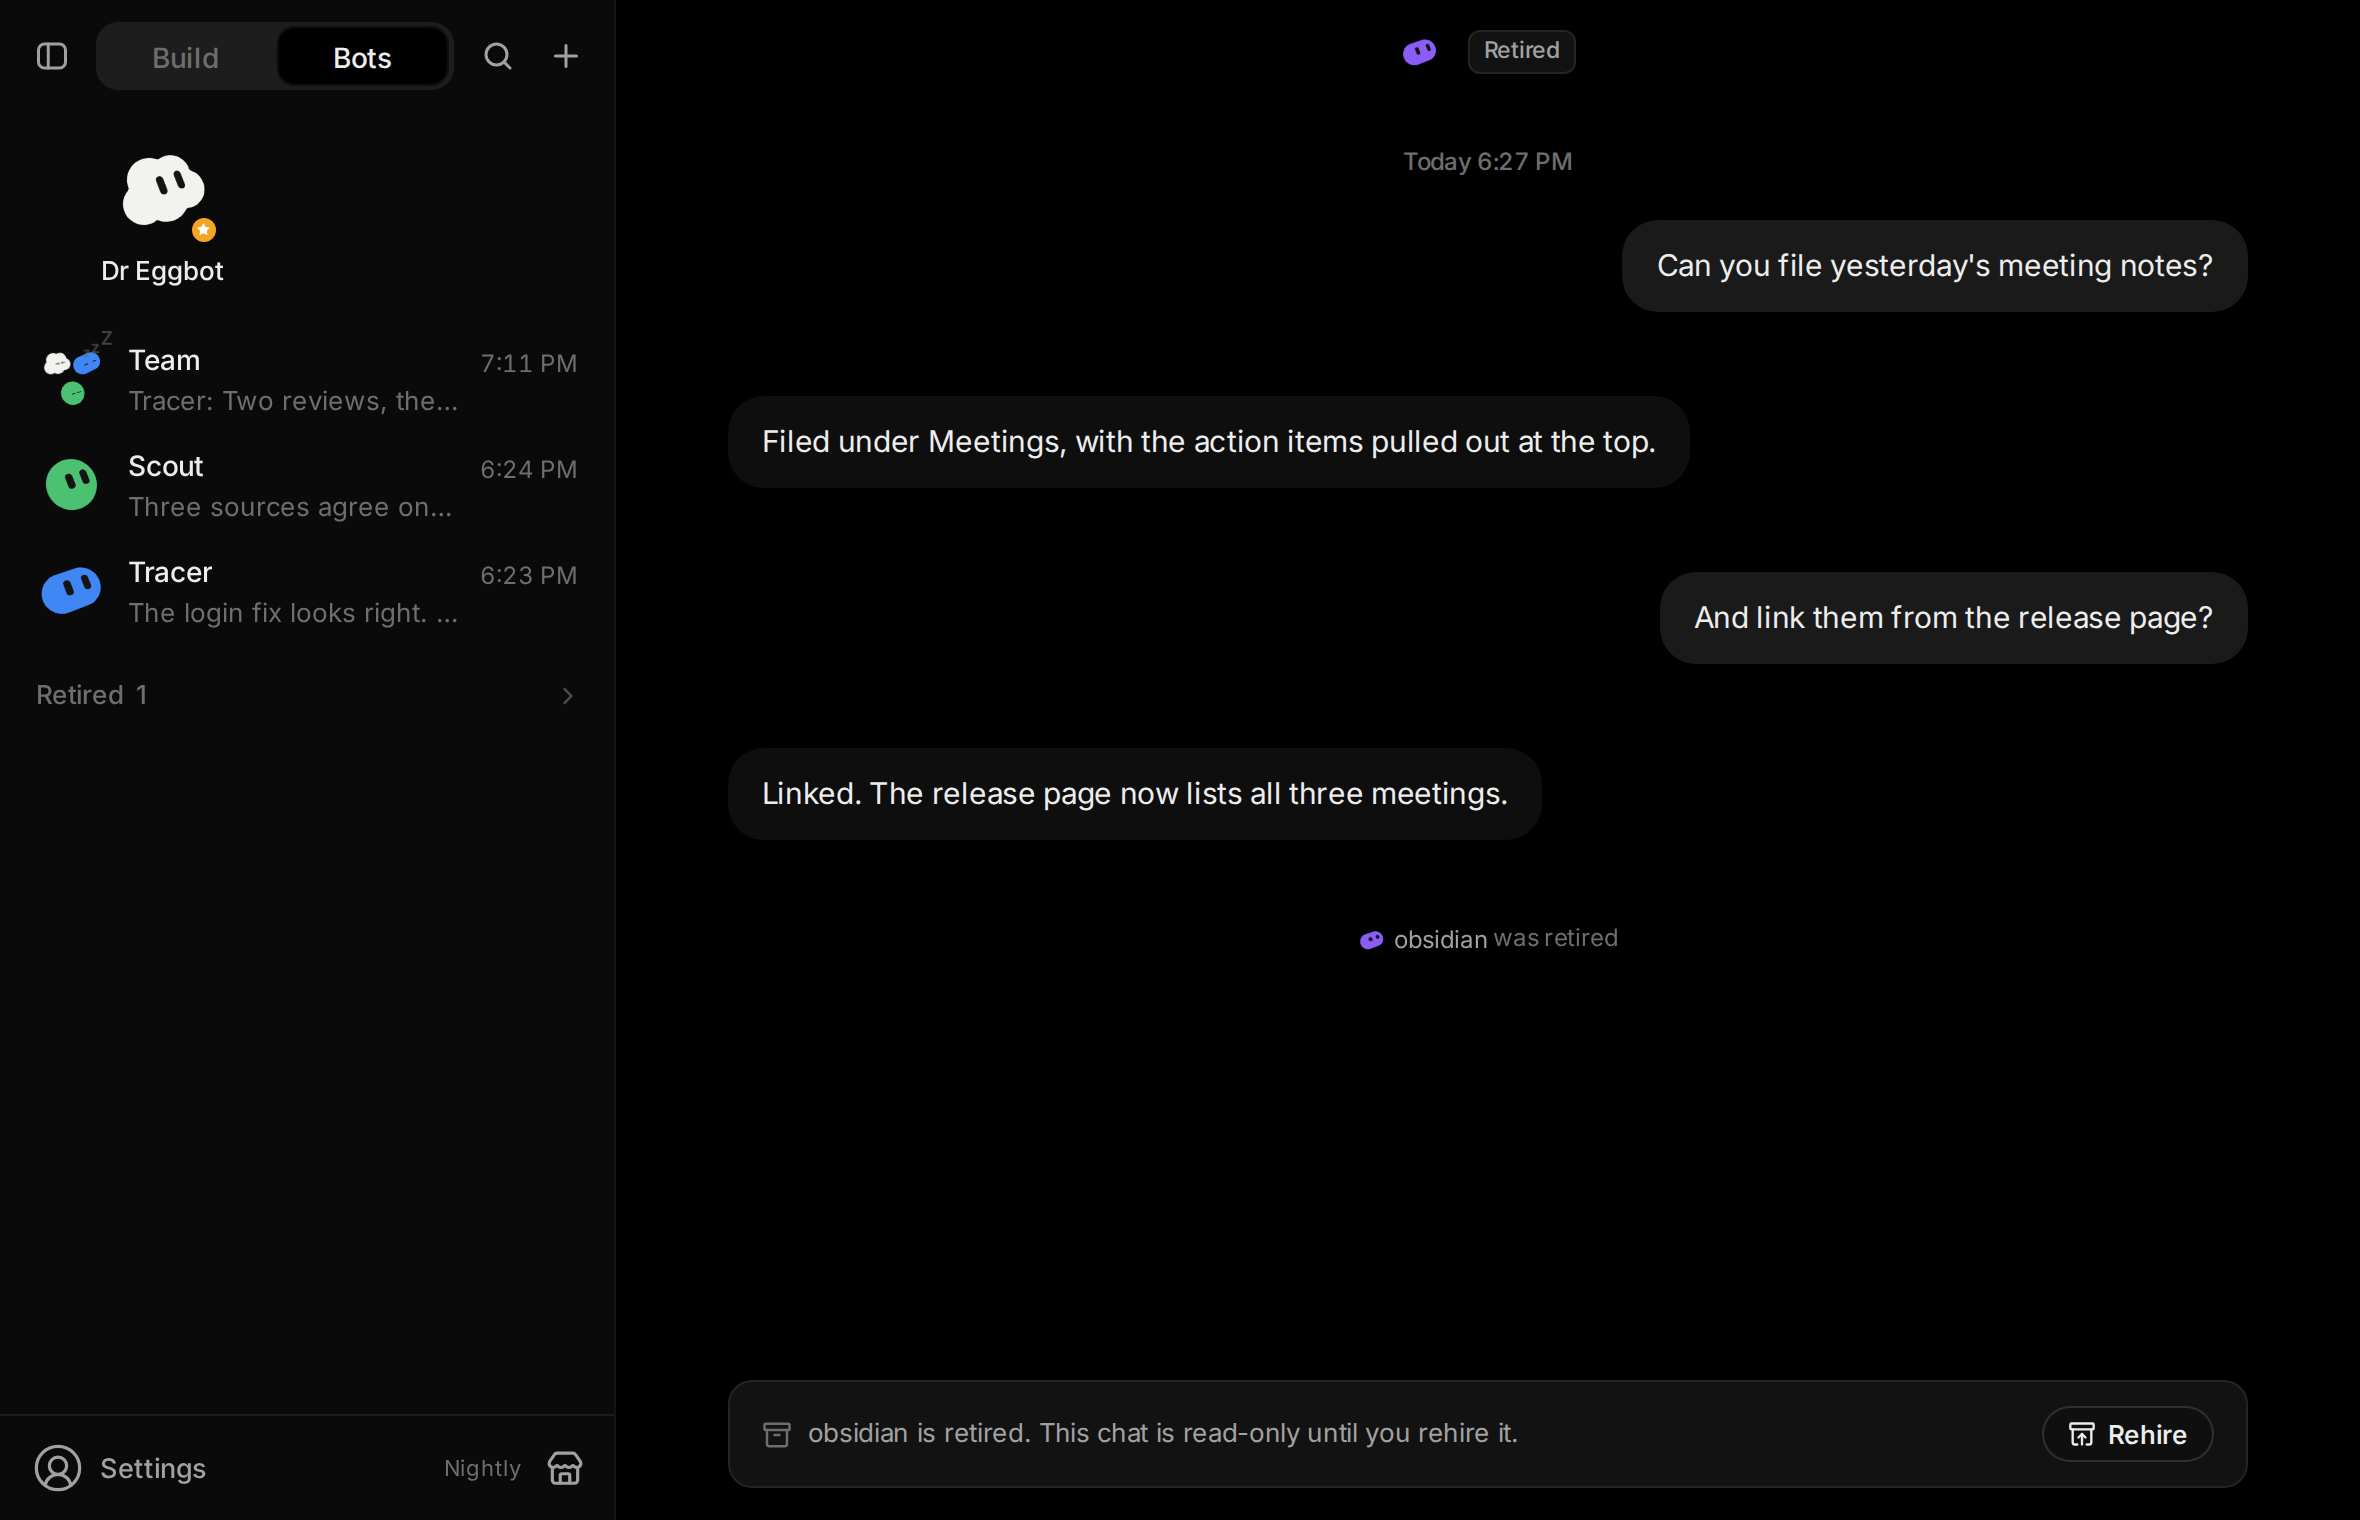 Build
Bots
Dr Eggbot
Team
7:11 PM
Tracer: Two reviews, the...
Scout
6:24 PM
Three sources agree on...
Tracer
6:23 PM
The login fix looks right. ...
Retired 1
Settings
Nightly
Retired
Today 6:27 PM
Can you file yesterday's meeting notes?
Filed under Meetings, with the action items pulled out at the top.
And link them from the release page?
Linked. The release page now lists all three meetings.
obsidian was retired
obsidian is retired. This chat is read-only until you rehire it.
Rehire